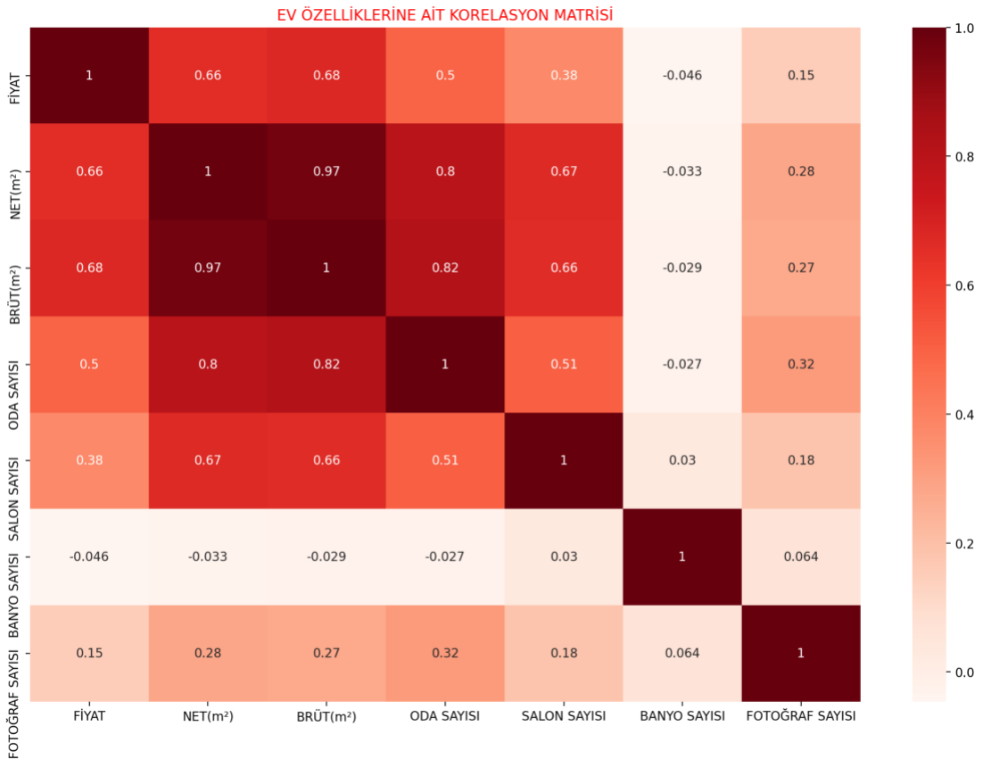 EV ÖZELLİKLERİNE AİT KORELASYON MATRİSİ
FİYAT 1 0.66 0.68 0.5 0.38 -0.046 0.15
NET(m²) 0.66 1 0.97 0.8 0.67 -0.033 0.28
BRÜT(m²) 0.68 0.97 1 0.82 0.66 -0.029 0.27
ODA SAYISI 0.5 0.8 0.82 1 0.51 -0.027 0.32
SALON SAYISI 0.38 0.67 0.66 0.51 1 0.03 0.18
BANYO SAYISI -0.046 -0.033 -0.029 -0.027 0.03 1 0.064
FOTOĞRAF SAYISI 0.15 0.28 0.27 0.32 0.18 0.064 1
FİYAT NET(m²) BRÜT(m²) ODA SAYISI SALON SAYISI BANYO SAYISI FOTOĞRAF SAYISI
1.0
0.8
0.6
0.4
0.2
0.0